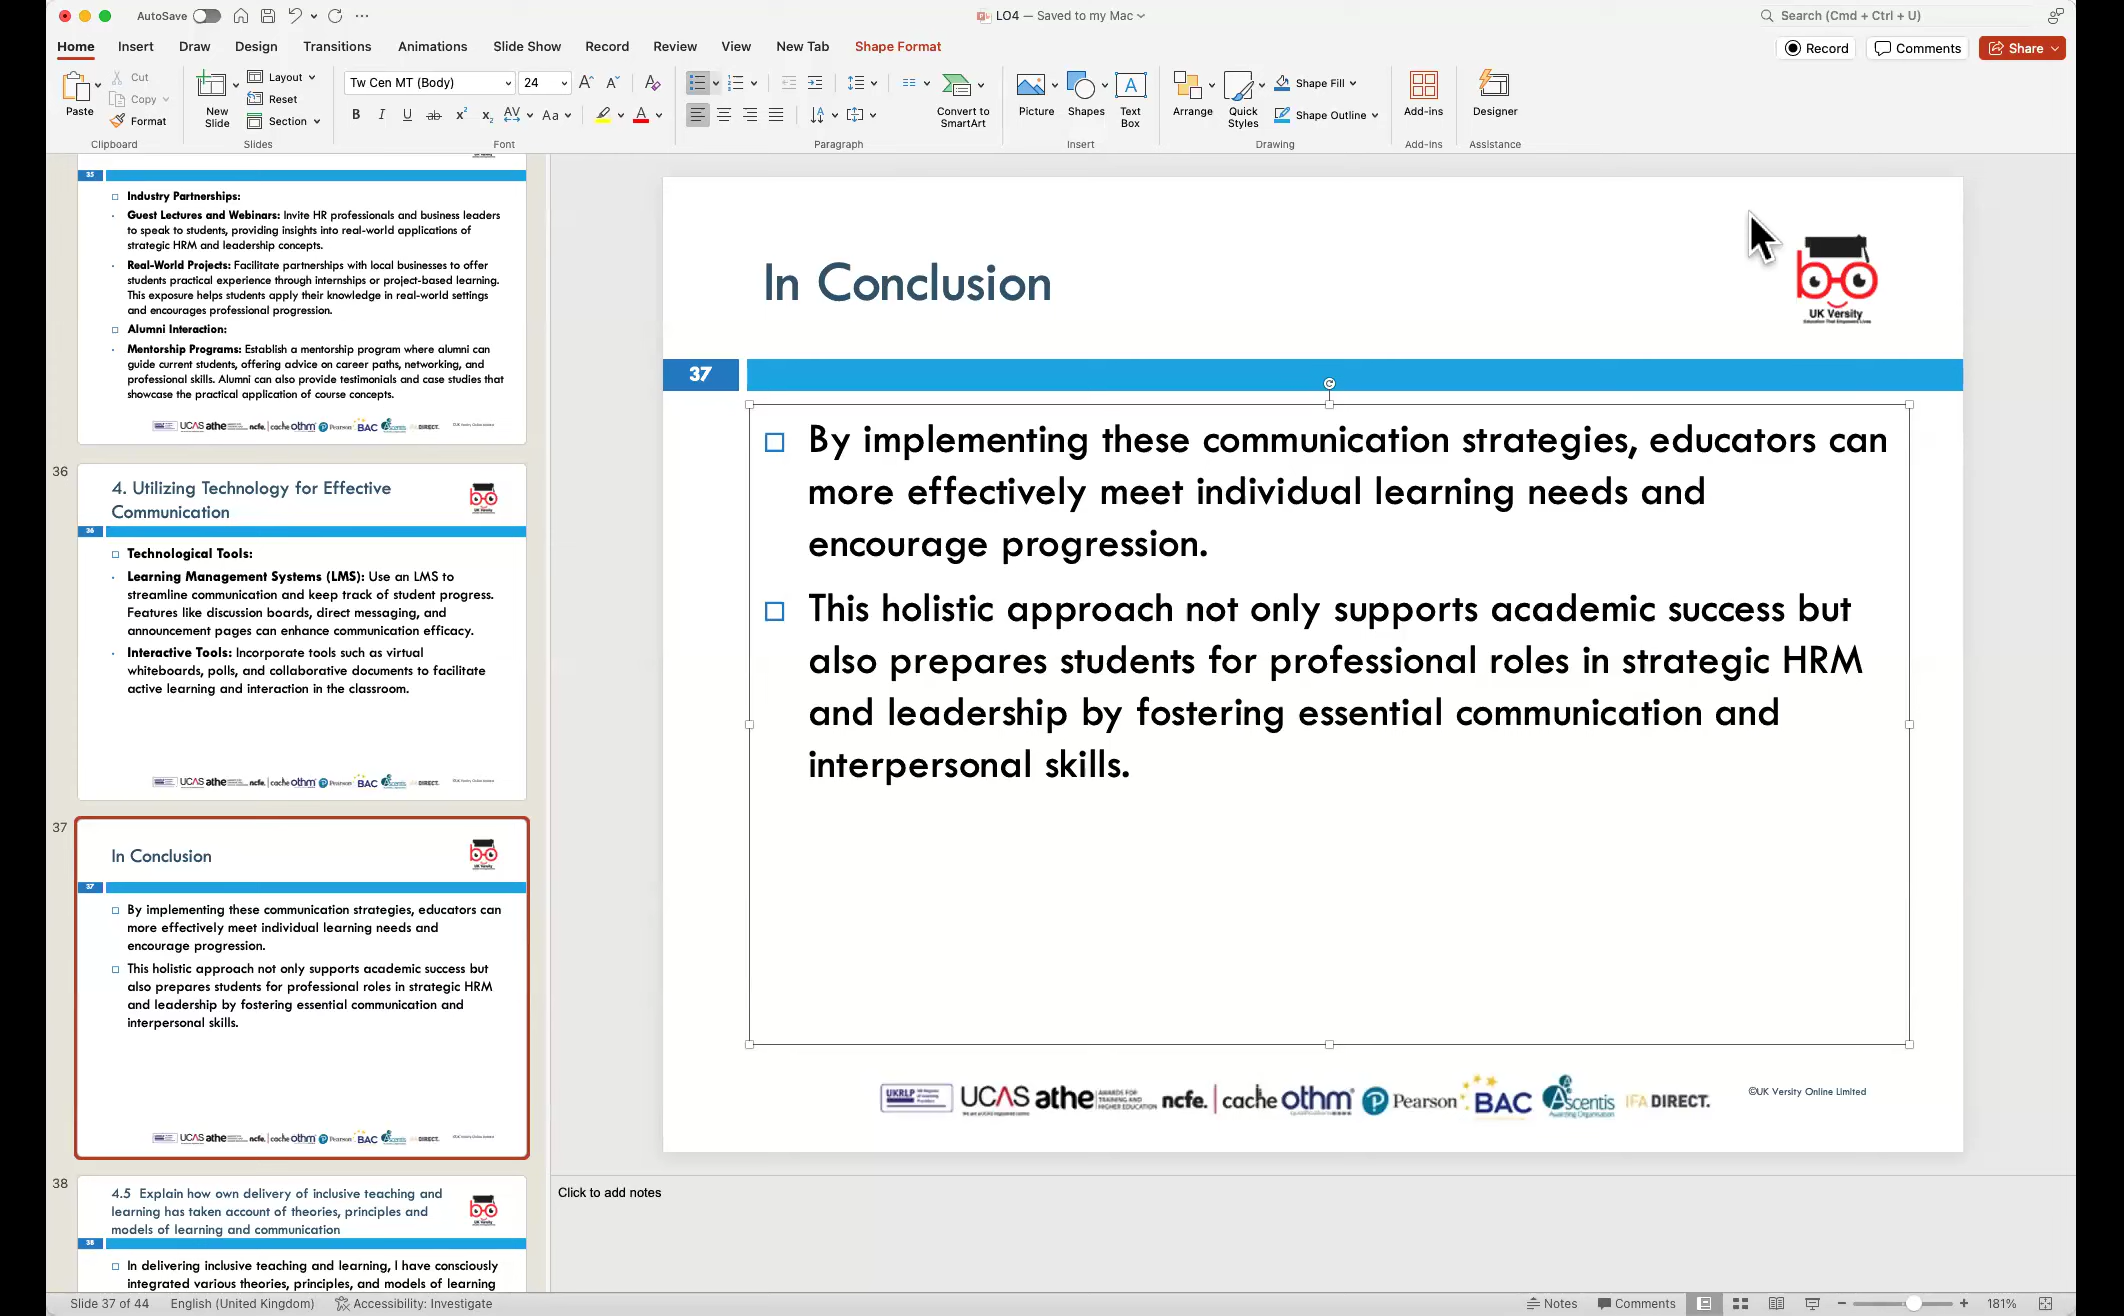 AutoSave
LO4 — Saved to my Mac
Search (Cmd + Ctrl + U)
Home Insert Draw Design Transitions Animations Slide Show Record Review View New Tab Shape Format
Record Comments Share
Paste
Cut
Copy
Format
Clipboard
New Slide
Layout
Reset
Section
Slides
Tw Cen MT (Body) 24
Font
Paragraph
Convert to SmartArt
Picture Shapes Text Box
Insert
Arrange Quick Styles
Shape Fill
Shape Outline
Drawing
Add-ins
Add-Ins
Designer
Assistance
35
Industry Partnerships:
Guest Lectures and Webinars: Invite HR professionals and business leaders
to speak to students, providing insights into real-world applications of
strategic HRM and leadership concepts.
Real-World Projects: Facilitate partnerships with local businesses to offer
students practical experience through internships or project-based learning.
This exposure helps students apply their knowledge in real-world settings
and encourages professional progression.
Alumni Interaction:
Mentorship Programs: Establish a mentorship program where alumni can
guide current students, offering advice on career paths, networking, and
professional skills. Alumni can also provide testimonials and case studies that
showcase the practical application of course concepts.
UCAS athe ncfe. cache othm Pearson BAC Ascentis DIRECT.
36
4. Utilizing Technology for Effective
Communication
36
Technological Tools:
Learning Management Systems (LMS): Use an LMS to
streamline communication and keep track of student progress.
Features like discussion boards, direct messaging, and
announcement pages can enhance communication efficacy.
Interactive Tools: Incorporate tools such as virtual
whiteboards, polls, and collaborative documents to facilitate
active learning and interaction in the classroom.
UCAS athe ncfe. cache othm Pearson BAC Ascentis DIRECT.
37
In Conclusion
37
By implementing these communication strategies, educators can
more effectively meet individual learning needs and
encourage progression.
This holistic approach not only supports academic success but
also prepares students for professional roles in strategic HRM
and leadership by fostering essential communication and
interpersonal skills.
UCAS athe ncfe. cache othm Pearson BAC Ascentis DIRECT.
38
4.5 Explain how own delivery of inclusive teaching and
learning has taken account of theories, principles and
models of learning and communication
38
In delivering inclusive teaching and learning, I have consciously
integrated various theories, principles, and models of learning
In Conclusion
UK Versity
Education That Empowers Lives
37
By implementing these communication strategies, educators can
more effectively meet individual learning needs and
encourage progression.
This holistic approach not only supports academic success but
also prepares students for professional roles in strategic HRM
and leadership by fostering essential communication and
interpersonal skills.
UKRLP UCAS athe AWARDS FOR TRAINING AND HIGHER EDUCATION ncfe. cache othm Pearson BAC Ascentis IFA DIRECT.
©UK Versity Online Limited
Click to add notes
Slide 37 of 44 English (United Kingdom) Accessibility: Investigate
Notes Comments 181%